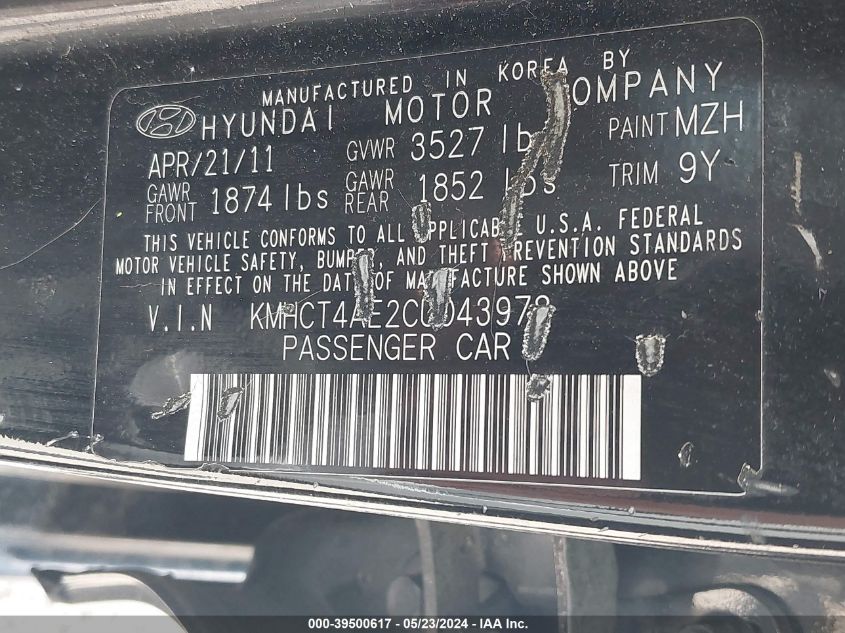 MANUFACTURED IN KOREA BY
HYUNDAI MOTOR COMPANY
APR/21/11 GVWR 3527 lbs PAINT MZH
GAWR FRONT 1874 lbs GAWR REAR 1852 lbs TRIM 9Y
THIS VEHICLE CONFORMS TO ALL APPLICABLE U.S.A. FEDERAL
MOTOR VEHICLE SAFETY, BUMPER, AND THEFT PREVENTION STANDARDS
IN EFFECT ON THE DATE OF MANUFACTURE SHOWN ABOVE
V.I.N KMHCT4AE2CU043978
PASSENGER CAR
000-39500617 - 05/23/2024 - IAA Inc.